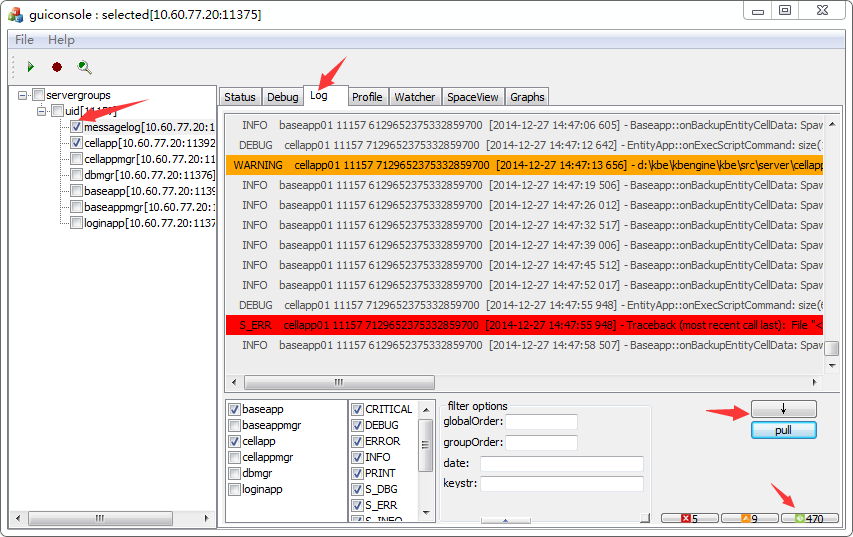 guiconsole : selected[10.60.77.20:11375]
File Help
servergroups
uid[11157
messagelog[10.60.77.20:1
cellapp[10.60.77.20:11392
cellappmgr[10.60.77.20:1
dbmgr[10.60.77.20:11376]
baseapp[10.60.77.20:1139
baseappmgr[10.60.77.20:
loginapp[10.60.77.20:1137
Status Debug Log Profile Watcher SpaceView Graphs
INFO baseapp01 11157 6129652375332859700 [2014-12-27 14:47:06 605] - Baseapp::onBackupEntityCellData: Spaw
DEBUG cellapp01 11157 7129652375332859700 [2014-12-27 14:47:12 642] - EntityApp::onExecScriptCommand: size(
WARNING cellapp01 11157 7129652375332859700 [2014-12-27 14:47:13 656] - d:\kbe\kbengine\kbe\src\server\cellapp
INFO baseapp01 11157 6129652375332859700 [2014-12-27 14:47:19 506] - Baseapp::onBackupEntityCellData: Spaw
INFO baseapp01 11157 6129652375332859700 [2014-12-27 14:47:26 012] - Baseapp::onBackupEntityCellData: Spaw
INFO baseapp01 11157 6129652375332859700 [2014-12-27 14:47:32 517] - Baseapp::onBackupEntityCellData: Spaw
INFO baseapp01 11157 6129652375332859700 [2014-12-27 14:47:39 006] - Baseapp::onBackupEntityCellData: Spaw
INFO baseapp01 11157 6129652375332859700 [2014-12-27 14:47:45 512] - Baseapp::onBackupEntityCellData: Spaw
INFO baseapp01 11157 6129652375332859700 [2014-12-27 14:47:52 017] - Baseapp::onBackupEntityCellData: Spaw
DEBUG cellapp01 11157 7129652375332859700 [2014-12-27 14:47:55 948] - EntityApp::onExecScriptCommand: size(6
S_ERR cellapp01 11157 7129652375332859700 [2014-12-27 14:47:55 948] - Traceback (most recent call last): File "<
INFO baseapp01 11157 6129652375332859700 [2014-12-27 14:47:58 507] - Baseapp::onBackupEntityCellData: Spaw
baseapp
baseappmgr
cellapp
cellappmgr
dbmgr
loginapp
CRITICAL
DEBUG
ERROR
INFO
PRINT
S_DBG
S_ERR
S_INFO
filter options
globalOrder:
groupOrder:
date:
keystr:
↓
pull
5 9 470